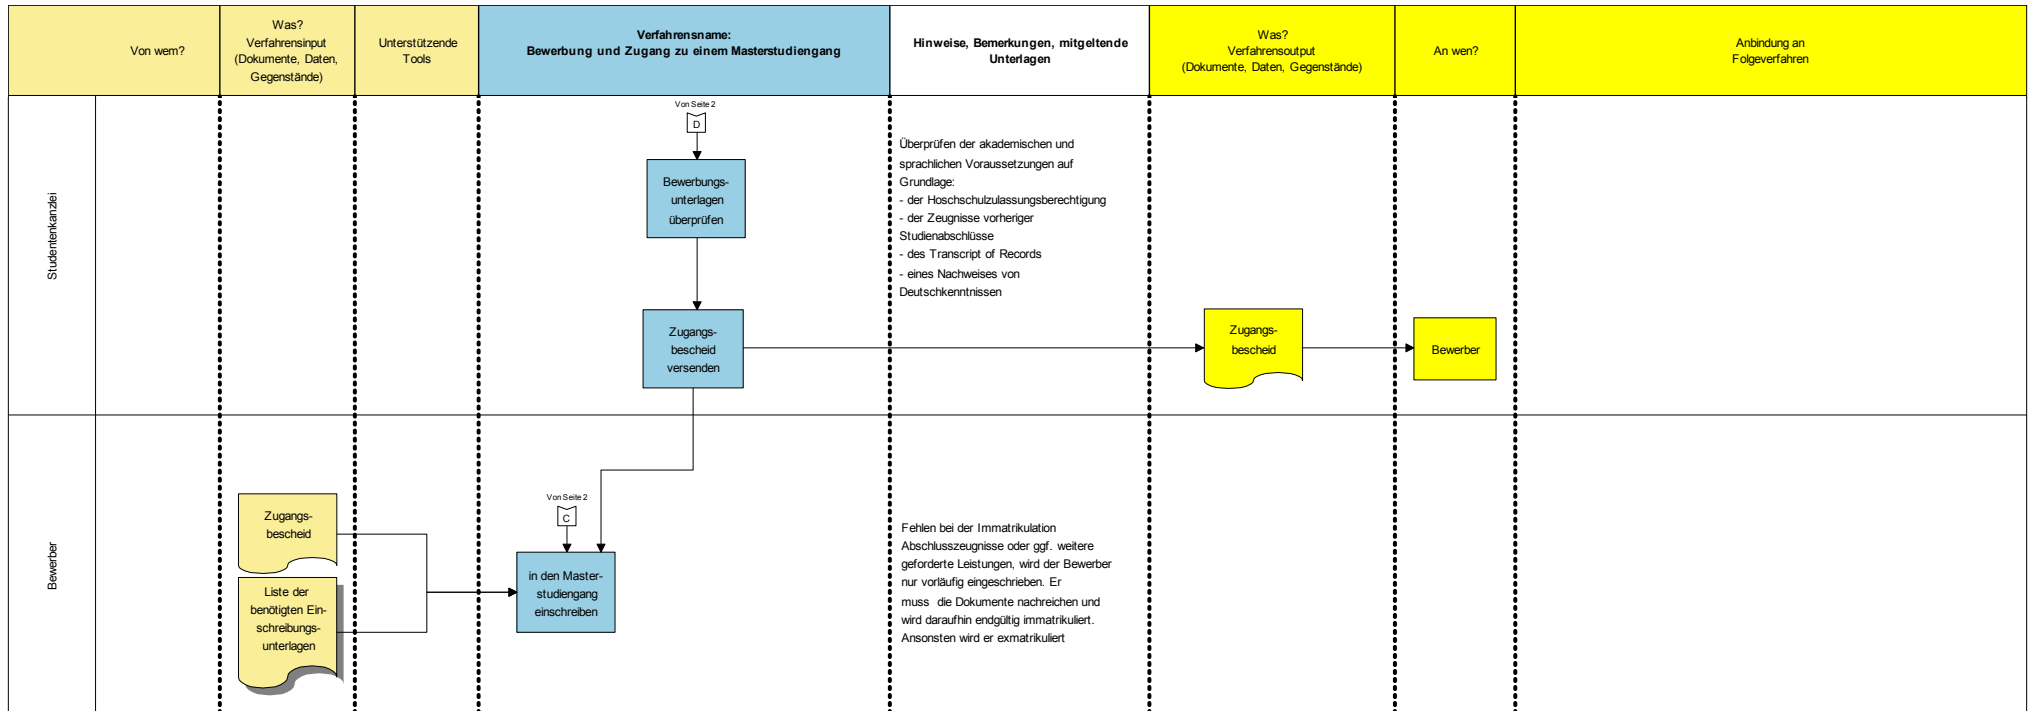 Von wem?
Was?
Verfahrensinput
(Dokumente, Daten,
Gegenstände)
Unterstützende
Tools
Verfahrensname:
Bewerbung und Zugang zu einem Masterstudiengang
Hinweise, Bemerkungen, mitgeltende
Unterlagen
Was?
Verfahrensoutput
(Dokumente, Daten, Gegenstände)
An wen?
Anbindung an
Folgeverfahren
Studentenkanzlei
Von Seite 2
D
Bewerbungs-
unterlagen
überprüfen
Überprüfen der akademischen und
sprachlichen Voraussetzungen auf
Grundlage:
- der Hoschschulzulassungsberechtigung
- der Zeugnisse vorheriger
Studienabschlüsse
- des Transcript of Records
- eines Nachweises von
Deutschkenntnissen
Zugangs-
bescheid
versenden
Zugangs-
bescheid
Bewerber
Bewerber
Zugangs-
bescheid
Liste der
benötigten Ein-
schreibungs-
unterlagen
Von Seite 2
C
in den Master-
studiengang
einschreiben
Fehlen bei der Immatrikulation
Abschlusszeugnisse oder ggf. weitere
geforderte Leistungen, wird der Bewerber
nur vorläufig eingeschrieben. Er
muss die Dokumente nachreichen und
wird daraufhin endgültig immatrikuliert.
Ansonsten wird er exmatrikuliert